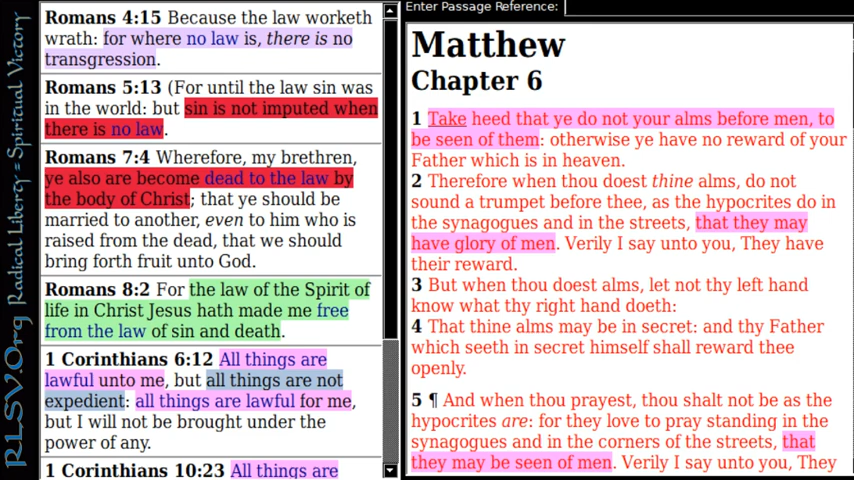 RLSV.Org Radical Liberty = Spiritual Victory
Romans 4:15 Because the law worketh
wrath: for where no law is, there is no
transgression.
Romans 5:13 (For until the law sin was
in the world: but sin is not imputed when
there is no law.
Romans 7:4 Wherefore, my brethren,
ye also are become dead to the law by
the body of Christ; that ye should be
married to another, even to him who is
raised from the dead, that we should
bring forth fruit unto God.
Romans 8:2 For the law of the Spirit of
life in Christ Jesus hath made me free
from the law of sin and death.
1 Corinthians 6:12 All things are
lawful unto me, but all things are not
expedient: all things are lawful for me,
but I will not be brought under the
power of any.
1 Corinthians 10:23 All things are
Enter Passage Reference:
Matthew
Chapter 6
1 Take heed that ye do not your alms before men, to
be seen of them: otherwise ye have no reward of your
Father which is in heaven.
2 Therefore when thou doest thine alms, do not
sound a trumpet before thee, as the hypocrites do in
the synagogues and in the streets, that they may
have glory of men. Verily I say unto you, They have
their reward.
3 But when thou doest alms, let not thy left hand
know what thy right hand doeth:
4 That thine alms may be in secret: and thy Father
which seeth in secret himself shall reward thee
openly.
5 ¶ And when thou prayest, thou shalt not be as the
hypocrites are: for they love to pray standing in the
synagogues and in the corners of the streets, that
they may be seen of men. Verily I say unto you, They